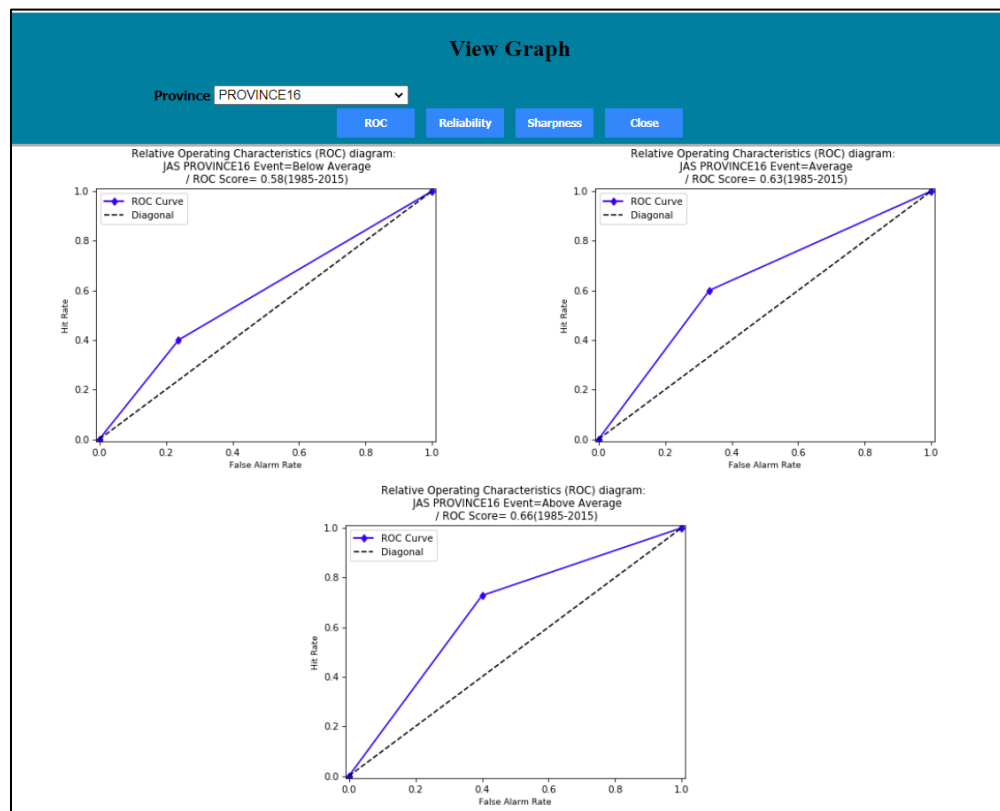 View Graph
Province PROVINCE16
ROC Reliability Sharpness Close
Relative Operating Characteristics (ROC) diagram:
JAS PROVINCE16 Event=Below Average
/ ROC Score= 0.58(1985-2015)
1.0
0.8
0.6
0.4
0.2
0.0
Hit Rate
ROC Curve
Diagonal
0.0 0.2 0.4 0.6 0.8 1.0
False Alarm Rate
Relative Operating Characteristics (ROC) diagram:
JAS PROVINCE16 Event=Average
/ ROC Score= 0.63(1985-2015)
1.0
0.8
0.6
0.4
0.2
0.0
Hit Rate
ROC Curve
Diagonal
0.0 0.2 0.4 0.6 0.8 1.0
False Alarm Rate
Relative Operating Characteristics (ROC) diagram:
JAS PROVINCE16 Event=Above Average
/ ROC Score= 0.66(1985-2015)
1.0
0.8
0.6
0.4
0.2
0.0
Hit Rate
ROC Curve
Diagonal
0.0 0.2 0.4 0.6 0.8 1.0
False Alarm Rate